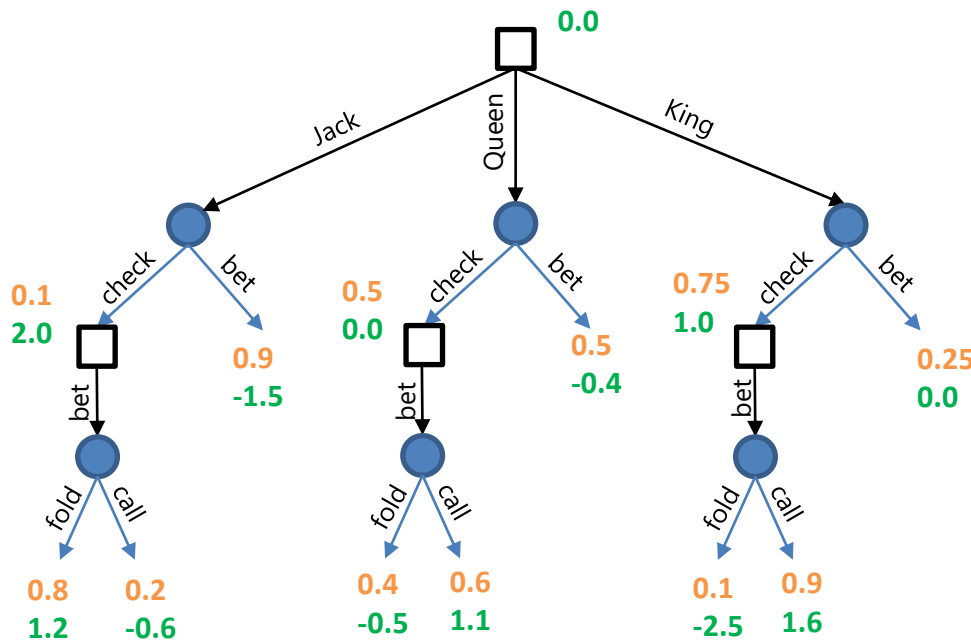 0.0
Jack
Queen
King
check
bet
check
bet
check
bet
0.1
2.0
0.9
-1.5
0.5
0.0
0.5
-0.4
0.75
1.0
0.25
0.0
bet
bet
bet
fold
call
fold
call
fold
call
0.8
1.2
0.2
-0.6
0.4
-0.5
0.6
1.1
0.1
-2.5
0.9
1.6